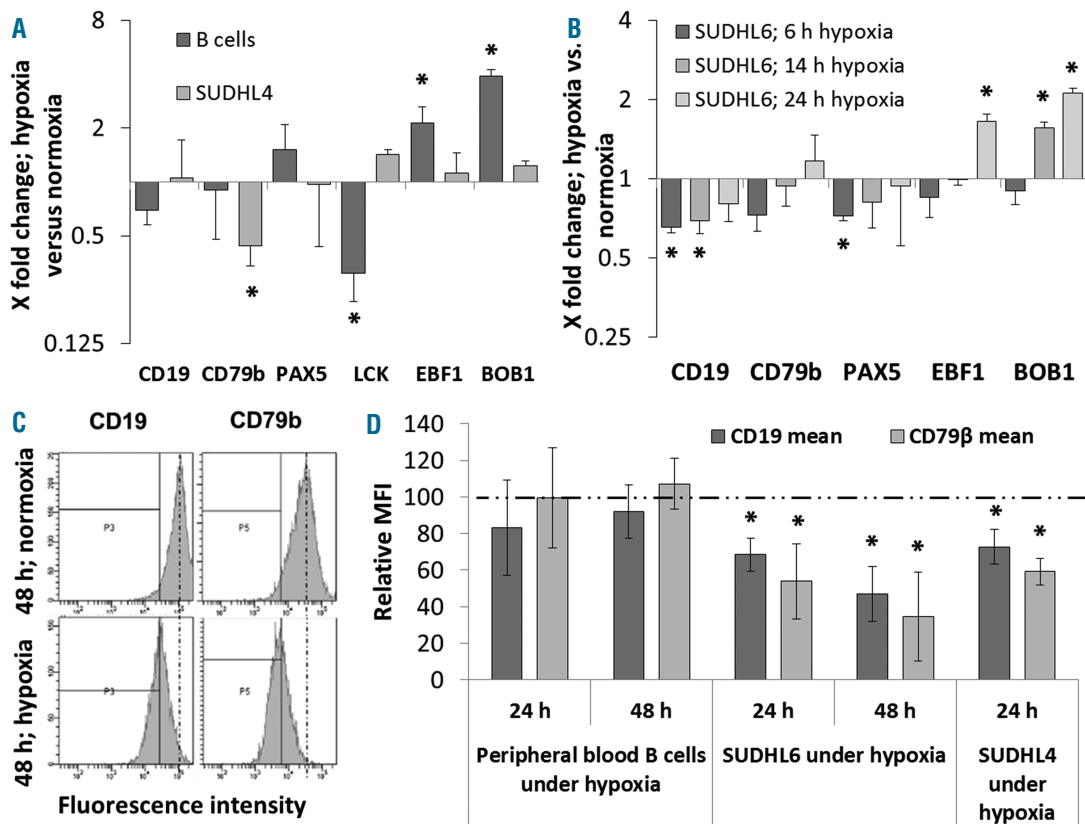 A
8
2
0.5
0.125
X fold change; hypoxia
versus normoxia
B cells
SUDHL4
*
*
*
*
CD19 CD79b PAX5 LCK EBF1 BOB1
B
4
2
1
0.5
0.25
X fold change; hypoxia vs.
normoxia
SUDHL6; 6 h hypoxia
SUDHL6; 14 h hypoxia
SUDHL6; 24 h hypoxia
* * * * * *
CD19 CD79b PAX5 EBF1 BOB1
C
CD19 CD79b
48 h; normoxia
P3 P5
48 h; hypoxia
P3 P5
Fluorescence intensity
D
140
120
100
80
60
40
20
0
Relative MFI
CD19 mean CD79β mean
* * * * * *
24 h 48 h 24 h 48 h 24 h
Peripheral blood B cells
under hypoxia
SUDHL6 under hypoxia
SUDHL4
under
hypoxia